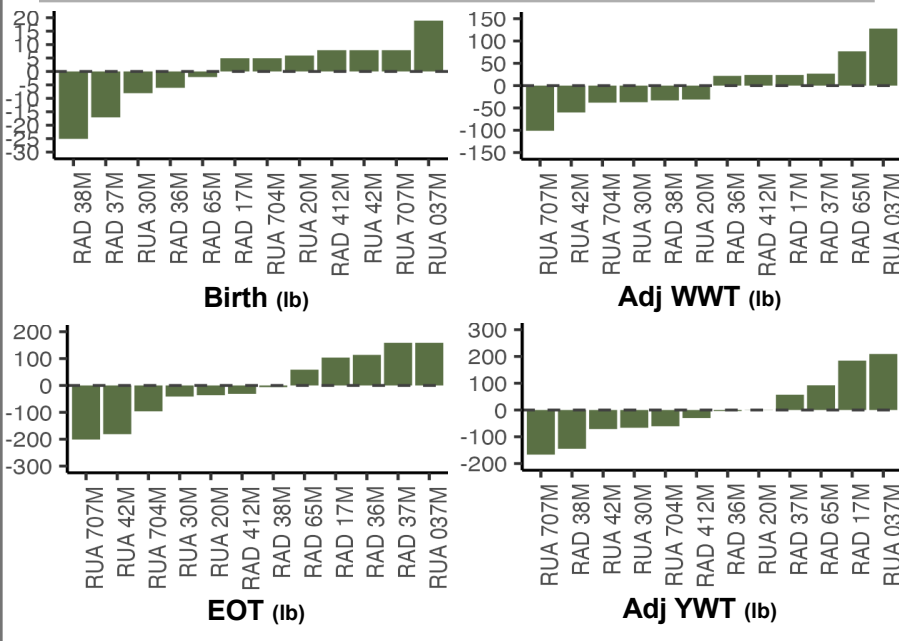 20
15
10
5
0
-5
-10
-15
-20
-25
-30
RAD 38M
RAD 37M
RUA 30M
RAD 36M
RAD 65M
RAD 17M
RUA 704M
RUA 20M
RAD 412M
RUA 42M
RUA 707M
RUA 037M
Birth (lb)
150
100
50
0
-50
-100
-150
RUA 707M
RUA 42M
RUA 704M
RUA 30M
RAD 38M
RUA 20M
RAD 36M
RAD 412M
RAD 17M
RAD 37M
RAD 65M
RUA 037M
Adj WWT (lb)
200
100
0
-100
-200
-300
RUA 707M
RUA 42M
RUA 704M
RUA 30M
RUA 20M
RAD 412M
RAD 38M
RAD 65M
RAD 17M
RAD 36M
RAD 37M
RUA 037M
EOT (lb)
300
200
100
0
-100
-200
RUA 707M
RAD 38M
RUA 42M
RUA 30M
RUA 704M
RAD 412M
RAD 36M
RUA 20M
RAD 37M
RAD 65M
RAD 17M
RUA 037M
Adj YWT (lb)